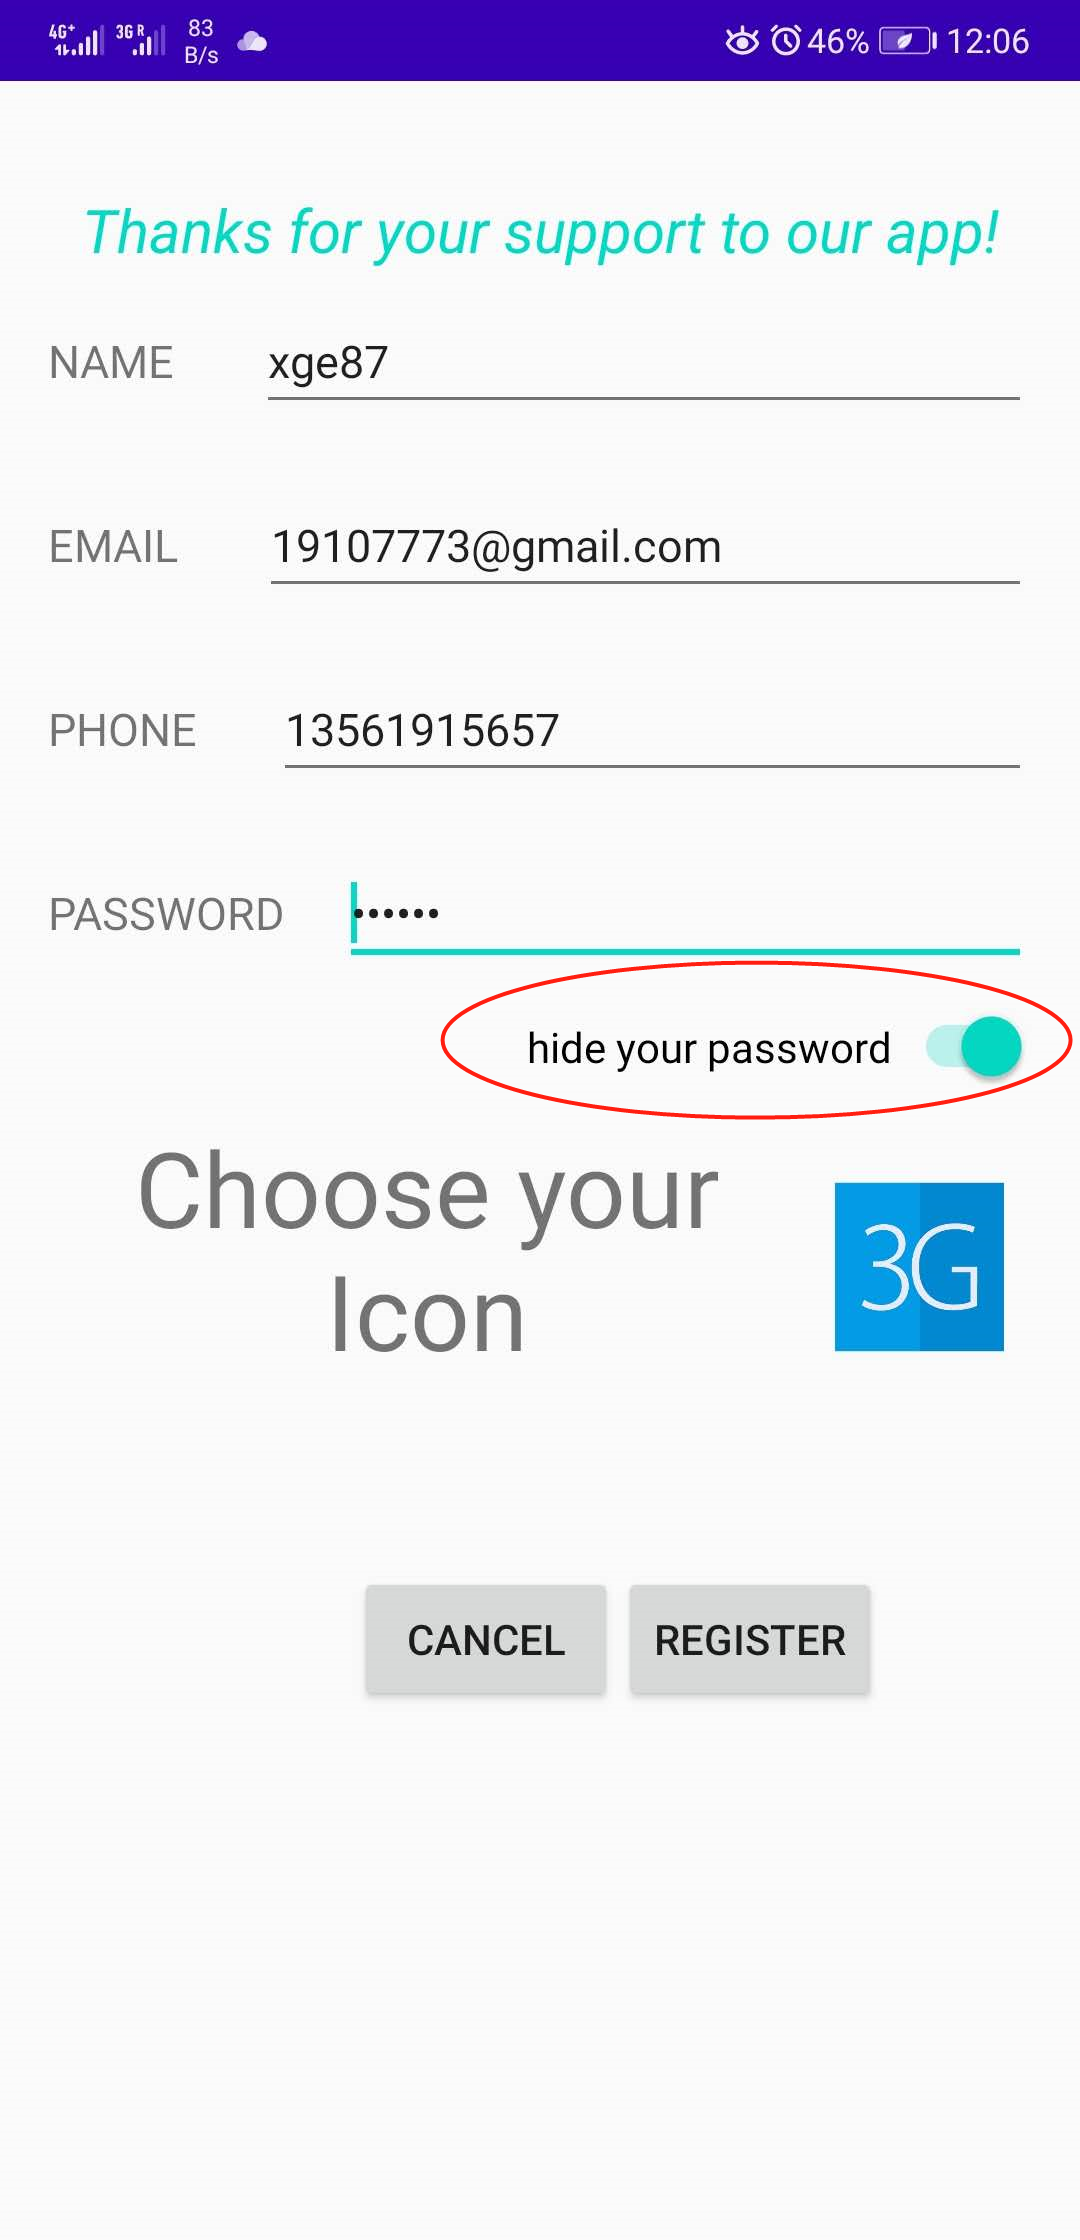 4G+ 3G R 83 46% 12:06
B/s
Thanks for your support to our app!
NAME xge87
EMAIL 19107773@gmail.com
PHONE 13561915657
PASSWORD ••••••
hide your password
Choose your
Icon
3G
CANCEL REGISTER